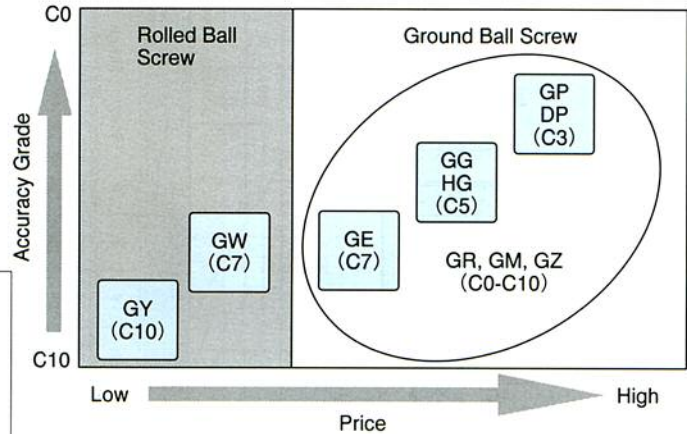 C0
Rolled Ball
Screw
Ground Ball Screw
GP
DP
(C3)
GG
HG
(C5)
GW
(C7)
GE
(C7)
GR, GM, GZ
(C0-C10)
GY
(C10)
Accuracy Grade
C10
Low
High
Price